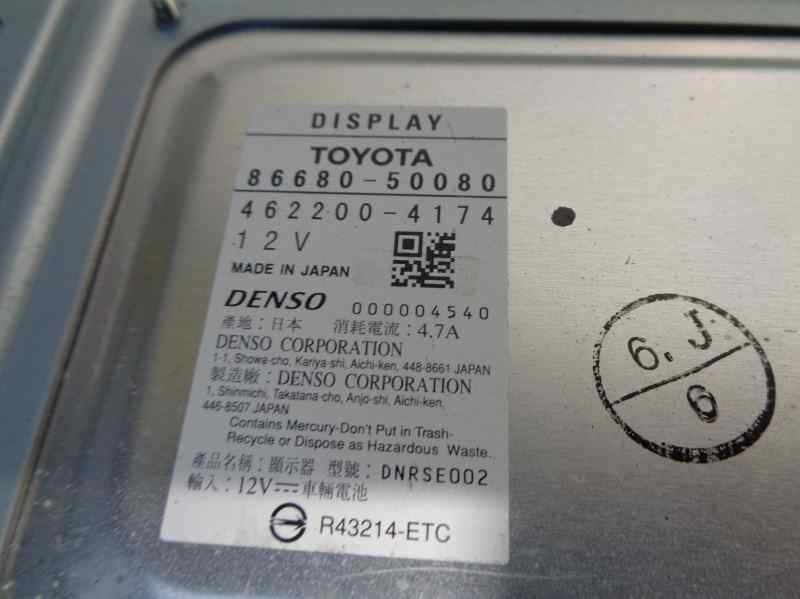 DISPLAY
TOYOTA
86680-50080
462200-4174
12V
MADE IN JAPAN
DENSO 000004540
產地：日本 消耗電流：4.7A
DENSO CORPORATION
1-1, Showa-cho, Kariya-shi, Aichi-ken, 448-8661 JAPAN
製造廠：DENSO CORPORATION
1, Shinmichi, Takatana-cho, Anjo-shi, Aichi-ken,
446-8507 JAPAN
Contains Mercury-Don't Put in Trash-
Recycle or Dispose as Hazardous Waste.
產品名稱：顯示器 型號：DNRSE002
輸入：12V⎓車輛電池
R43214-ETC
6. J
6